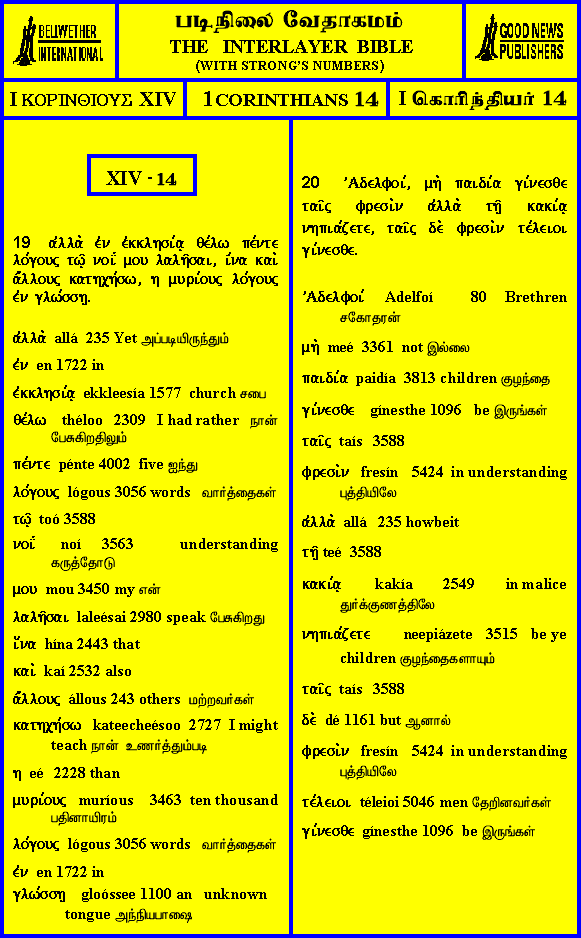 BELLWETHER
INTERNATIONAL
படிநிலை வேதாகமம்
THE INTERLAYER BIBLE
(WITH STRONG'S NUMBERS)
GOOD NEWS
PUBLISHERS
I ΚΟΡΙΝΘΙΟΥΣ XIV
1 CORINTHIANS 14
I கொரிந்தியர் 14
XIV - 14
19 ἀλλὰ ἐν ἐκκλησίᾳ θέλω πέντε
λόγους τῷ νοΐ μου λαλῆσαι, ἵνα καὶ
ἄλλους κατηχήσω, η μυρίους λόγους
ἐν γλώσσῃ.
ἀλλὰ allá 235 Yet அப்படியிருந்தும்
ἐν en 1722 in
ἐκκλησίᾳ ekkleesía 1577 church சபை
θέλω théloo 2309 I had rather நான்
பேசுகிறதிலும்
πέντε pénte 4002 five ஐந்து
λόγους lógous 3056 words வார்த்தைகள்
τῷ toó 3588
νοΐ noí 3563 understanding
கருத்தோடு
μου mou 3450 my என்
λαλῆσαι laleésai 2980 speak பேசுகிறது
ἵνα hína 2443 that
καὶ kaí 2532 also
ἄλλους állous 243 others மற்றவர்கள்
κατηχήσω kateecheésoo 2727 I might
teach நான் உணர்த்தும்படி
η eé 2228 than
μυρίους muríous 3463 ten thousand
பதினாயிரம்
λόγους lógous 3056 words வார்த்தைகள்
ἐν en 1722 in
γλώσσῃ gloóssee 1100 an unknown
tongue அந்நியபாஷை
20 Ἀδελφοί, μὴ παιδία γίνεσθε
ταῖς φρεσὶν ἀλλὰ τῇ κακίᾳ
νηπιάζετε, ταῖς δὲ φρεσὶν τέλειοι
γίνεσθε.
Ἀδελφοί Adelfoí 80 Brethren
சகோதரன்
μὴ meé 3361 not இல்லை
παιδία paidía 3813 children குழந்தை
γίνεσθε gínesthe 1096 be இருங்கள்
ταῖς taís 3588
φρεσὶν fresín 5424 in understanding
புத்தியிலே
ἀλλὰ allá 235 howbeit
τῇ teé 3588
κακίᾳ kakía 2549 in malice
துர்க்குணத்திலே
νηπιάζετε neepiázete 3515 be ye
children குழந்தைகளாயும்
ταῖς taís 3588
δὲ dé 1161 but ஆனால்
φρεσὶν fresín 5424 in understanding
புத்தியிலே
τέλειοι téleioi 5046 men தேறினவர்கள்
γίνεσθε gínesthe 1096 be இருங்கள்